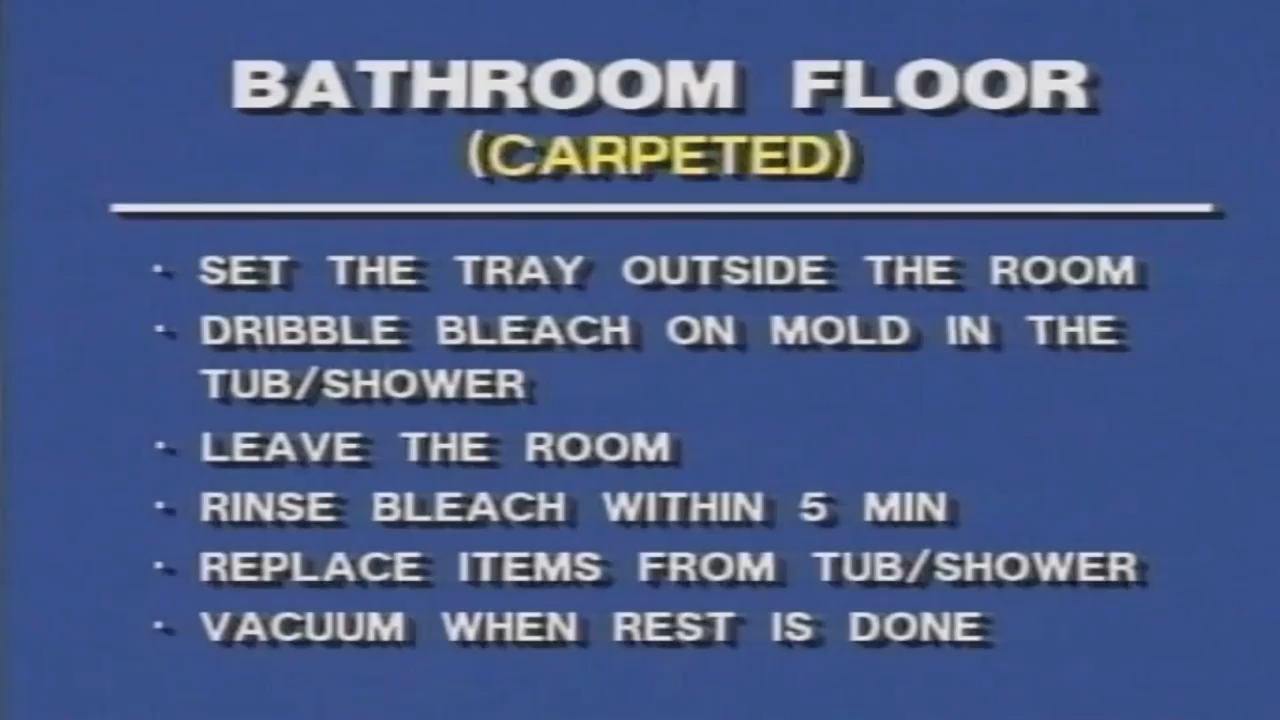 BATHROOM FLOOR
(CARPETED)
· SET THE TRAY OUTSIDE THE ROOM
· DRIBBLE BLEACH ON MOLD IN THE
TUB/SHOWER
· LEAVE THE ROOM
· RINSE BLEACH WITHIN 5 MIN
· REPLACE ITEMS FROM TUB/SHOWER
· VACUUM WHEN REST IS DONE